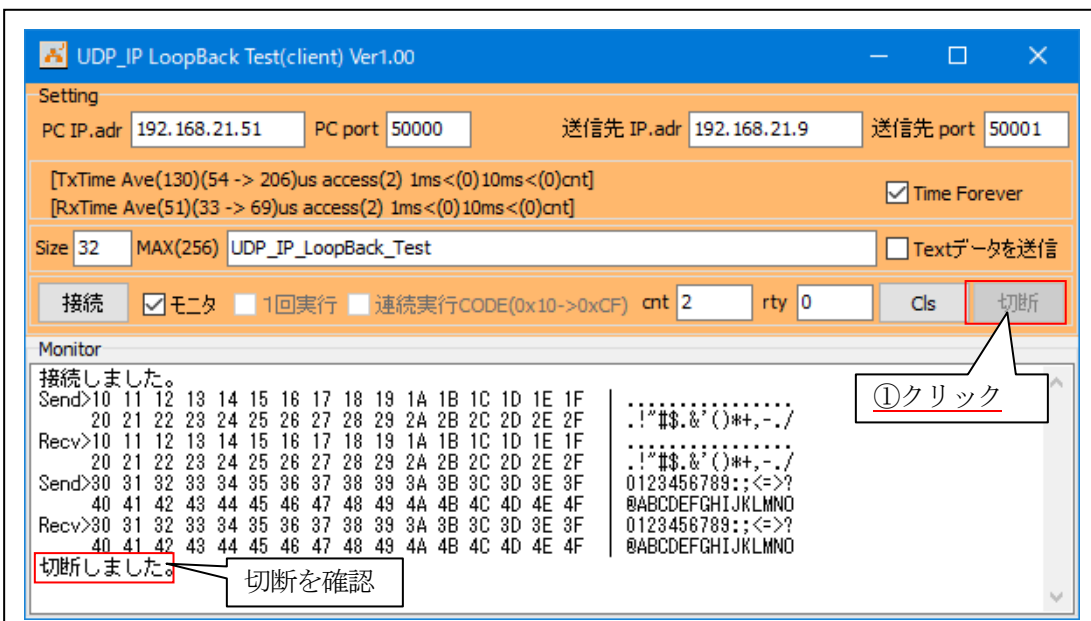 UDP_IP LoopBack Test(client) Ver1.00
Setting
PC IP.adr 192.168.21.51 PC port 50000 送信先 IP.adr 192.168.21.9 送信先 port 50001
[TxTime Ave(130)(54 -> 206)us access(2) 1ms<(0)10ms<(0)cnt]
[RxTime Ave(51)(33 -> 69)us access(2) 1ms<(0)10ms<(0)cnt]
Time Forever
Size 32 MAX(256) UDP_IP_LoopBack_Test Textデータを送信
接続 モニタ 1回実行 連続実行CODE(0x10->0xCF) cnt 2 rty 0 Cls 切断
Monitor
①クリック
接続しました。
Send>10 11 12 13 14 15 16 17 18 19 1A 1B 1C 1D 1E 1F | ................
20 21 22 23 24 25 26 27 28 29 2A 2B 2C 2D 2E 2F | .!"#$.&'()*+,-./
Recv>10 11 12 13 14 15 16 17 18 19 1A 1B 1C 1D 1E 1F | ................
20 21 22 23 24 25 26 27 28 29 2A 2B 2C 2D 2E 2F | .!"#$.&'()*+,-./
Send>30 31 32 33 34 35 36 37 38 39 3A 3B 3C 3D 3E 3F | 0123456789:;<=>?
40 41 42 43 44 45 46 47 48 49 4A 4B 4C 4D 4E 4F | @ABCDEFGHIJKLMNO
Recv>30 31 32 33 34 35 36 37 38 39 3A 3B 3C 3D 3E 3F | 0123456789:;<=>?
40 41 42 43 44 45 46 47 48 49 4A 4B 4C 4D 4E 4F | @ABCDEFGHIJKLMNO
切断しました。
切断を確認